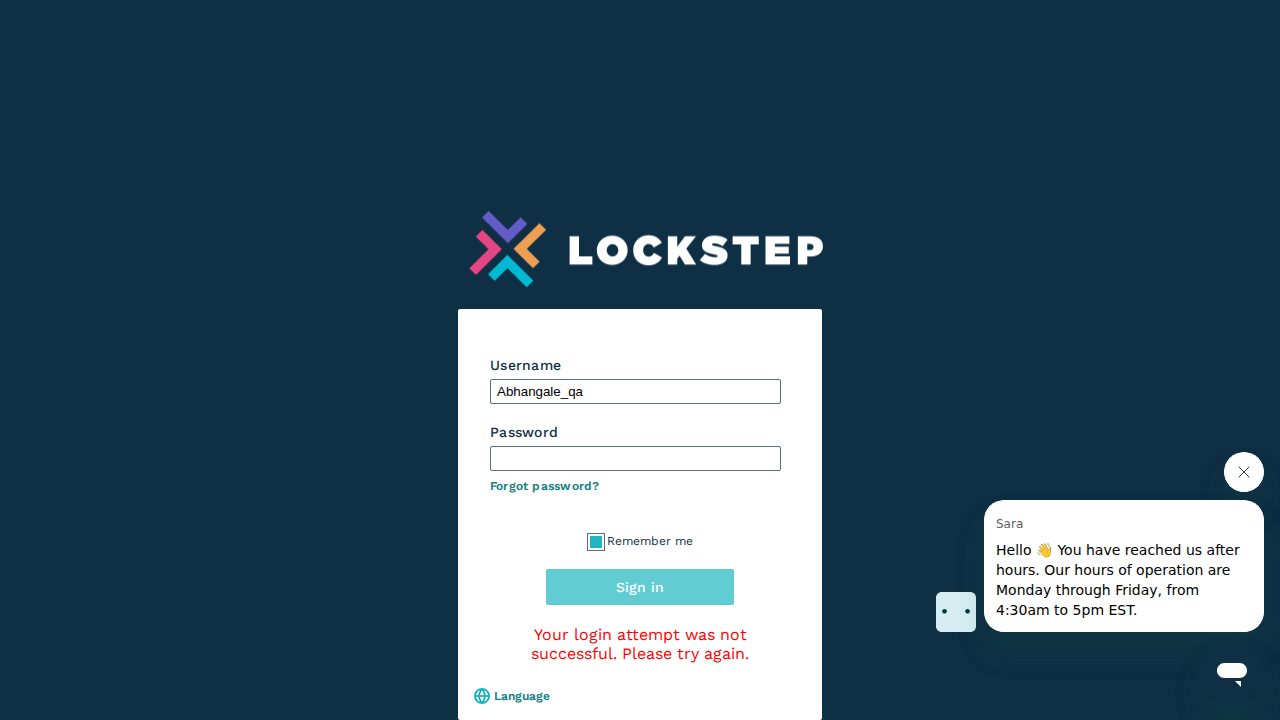 LOCKSTEP
Username
Abhangale_qa
Password
Forgot password?
Remember me
Sign in
Your login attempt was not
successful. Please try again.
Language
Sara
Hello 👋 You have reached us after
hours. Our hours of operation are
Monday through Friday, from
4:30am to 5pm EST.